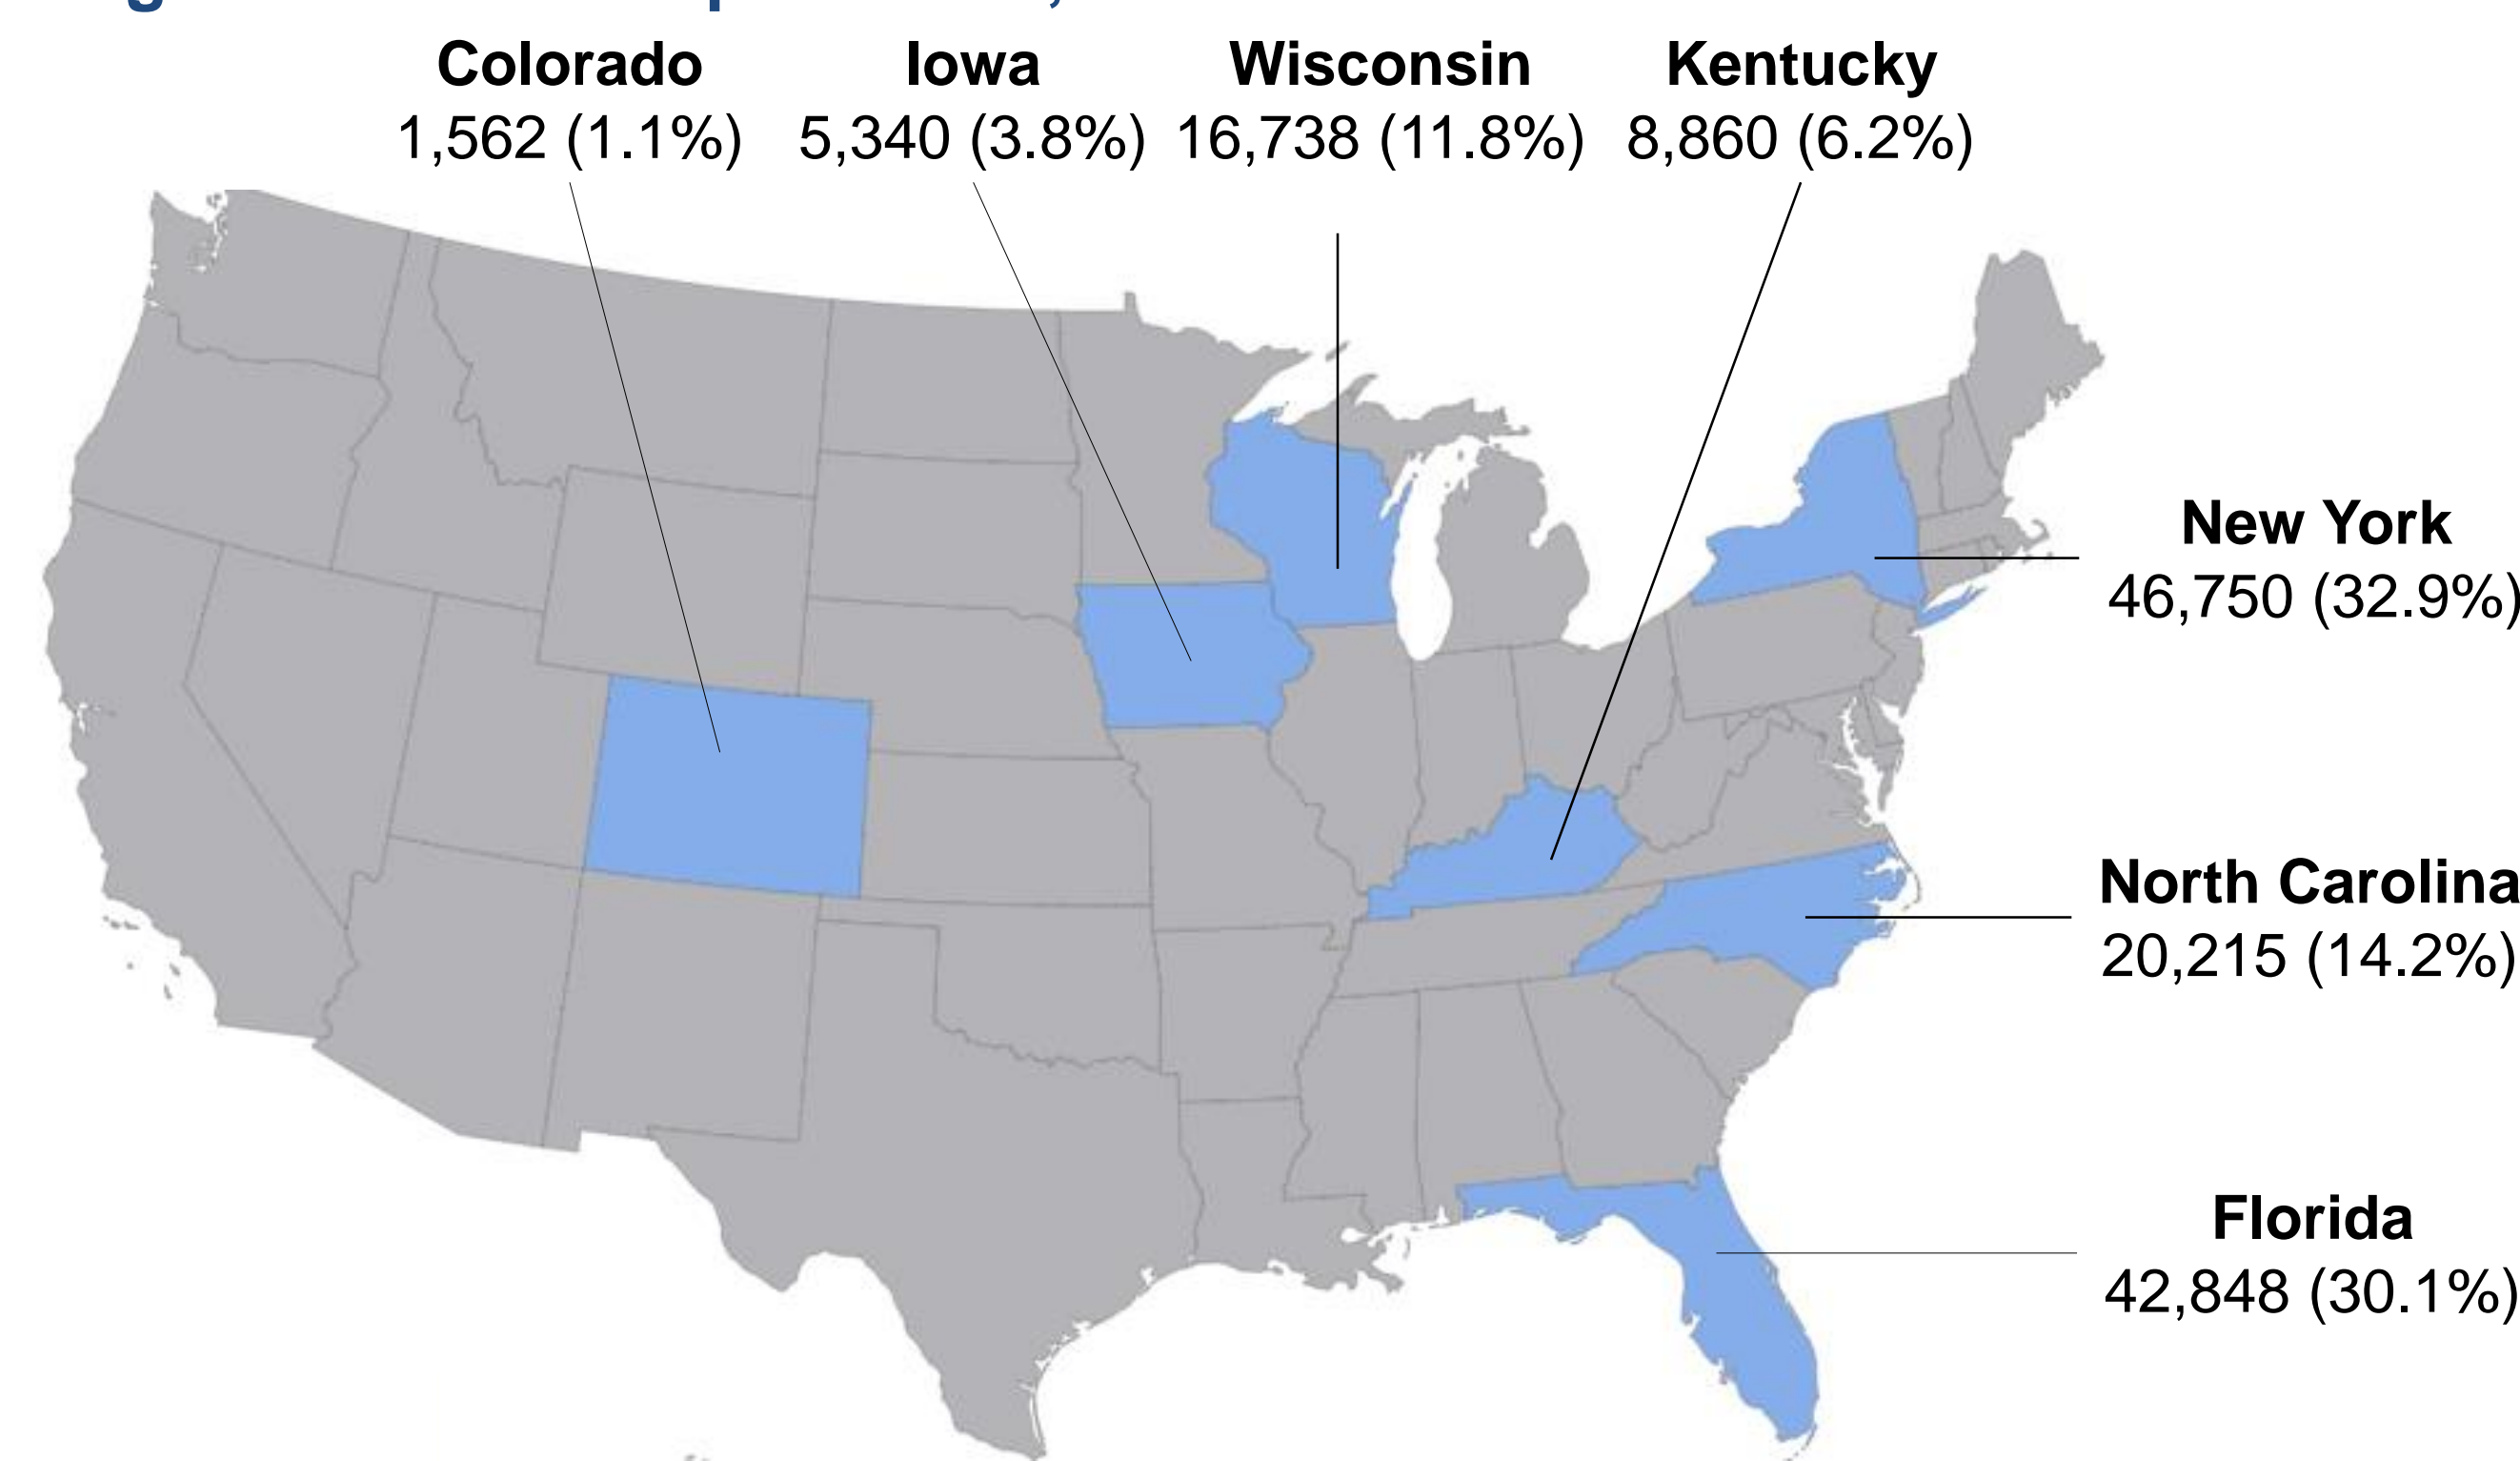 Colorado
1,562 (1.1%)
Iowa
5,340 (3.8%)
Wisconsin
16,738 (11.8%)
Kentucky
8,860 (6.2%)
New York
46,750 (32.9%)
North Carolina
20,215 (14.2%)
Florida
42,848 (30.1%)